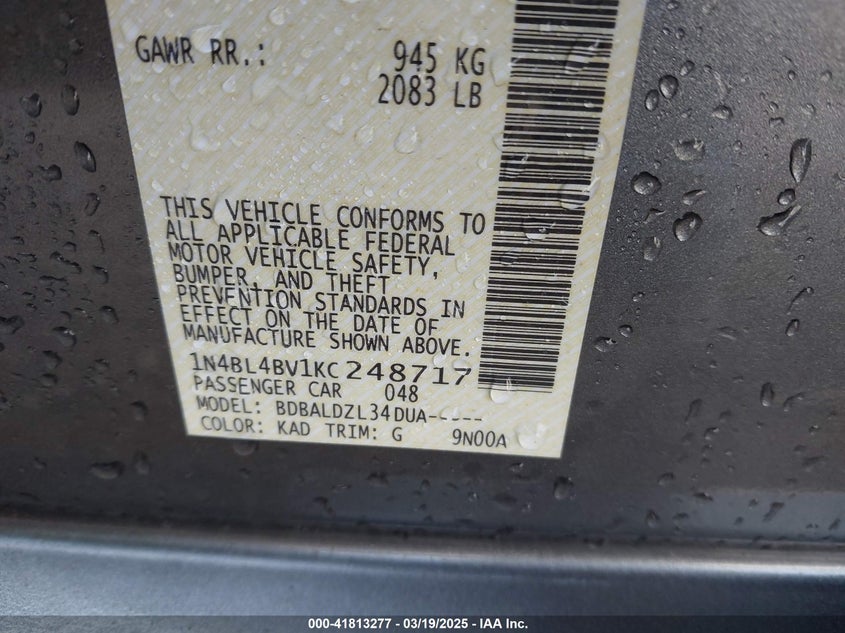 GAWR RR.: 945 KG
2083 LB
THIS VEHICLE CONFORMS TO
ALL APPLICABLE FEDERAL
MOTOR VEHICLE SAFETY,
BUMPER, AND THEFT
PREVENTION STANDARDS IN
EFFECT ON THE DATE OF
MANUFACTURE SHOWN ABOVE.
1N4BL4BV1KC248717
PASSENGER CAR 048
MODEL: BDBALDZL34DUA-----
COLOR: KAD TRIM: G 9N00A
000-41813277 - 03/19/2025 - IAA Inc.